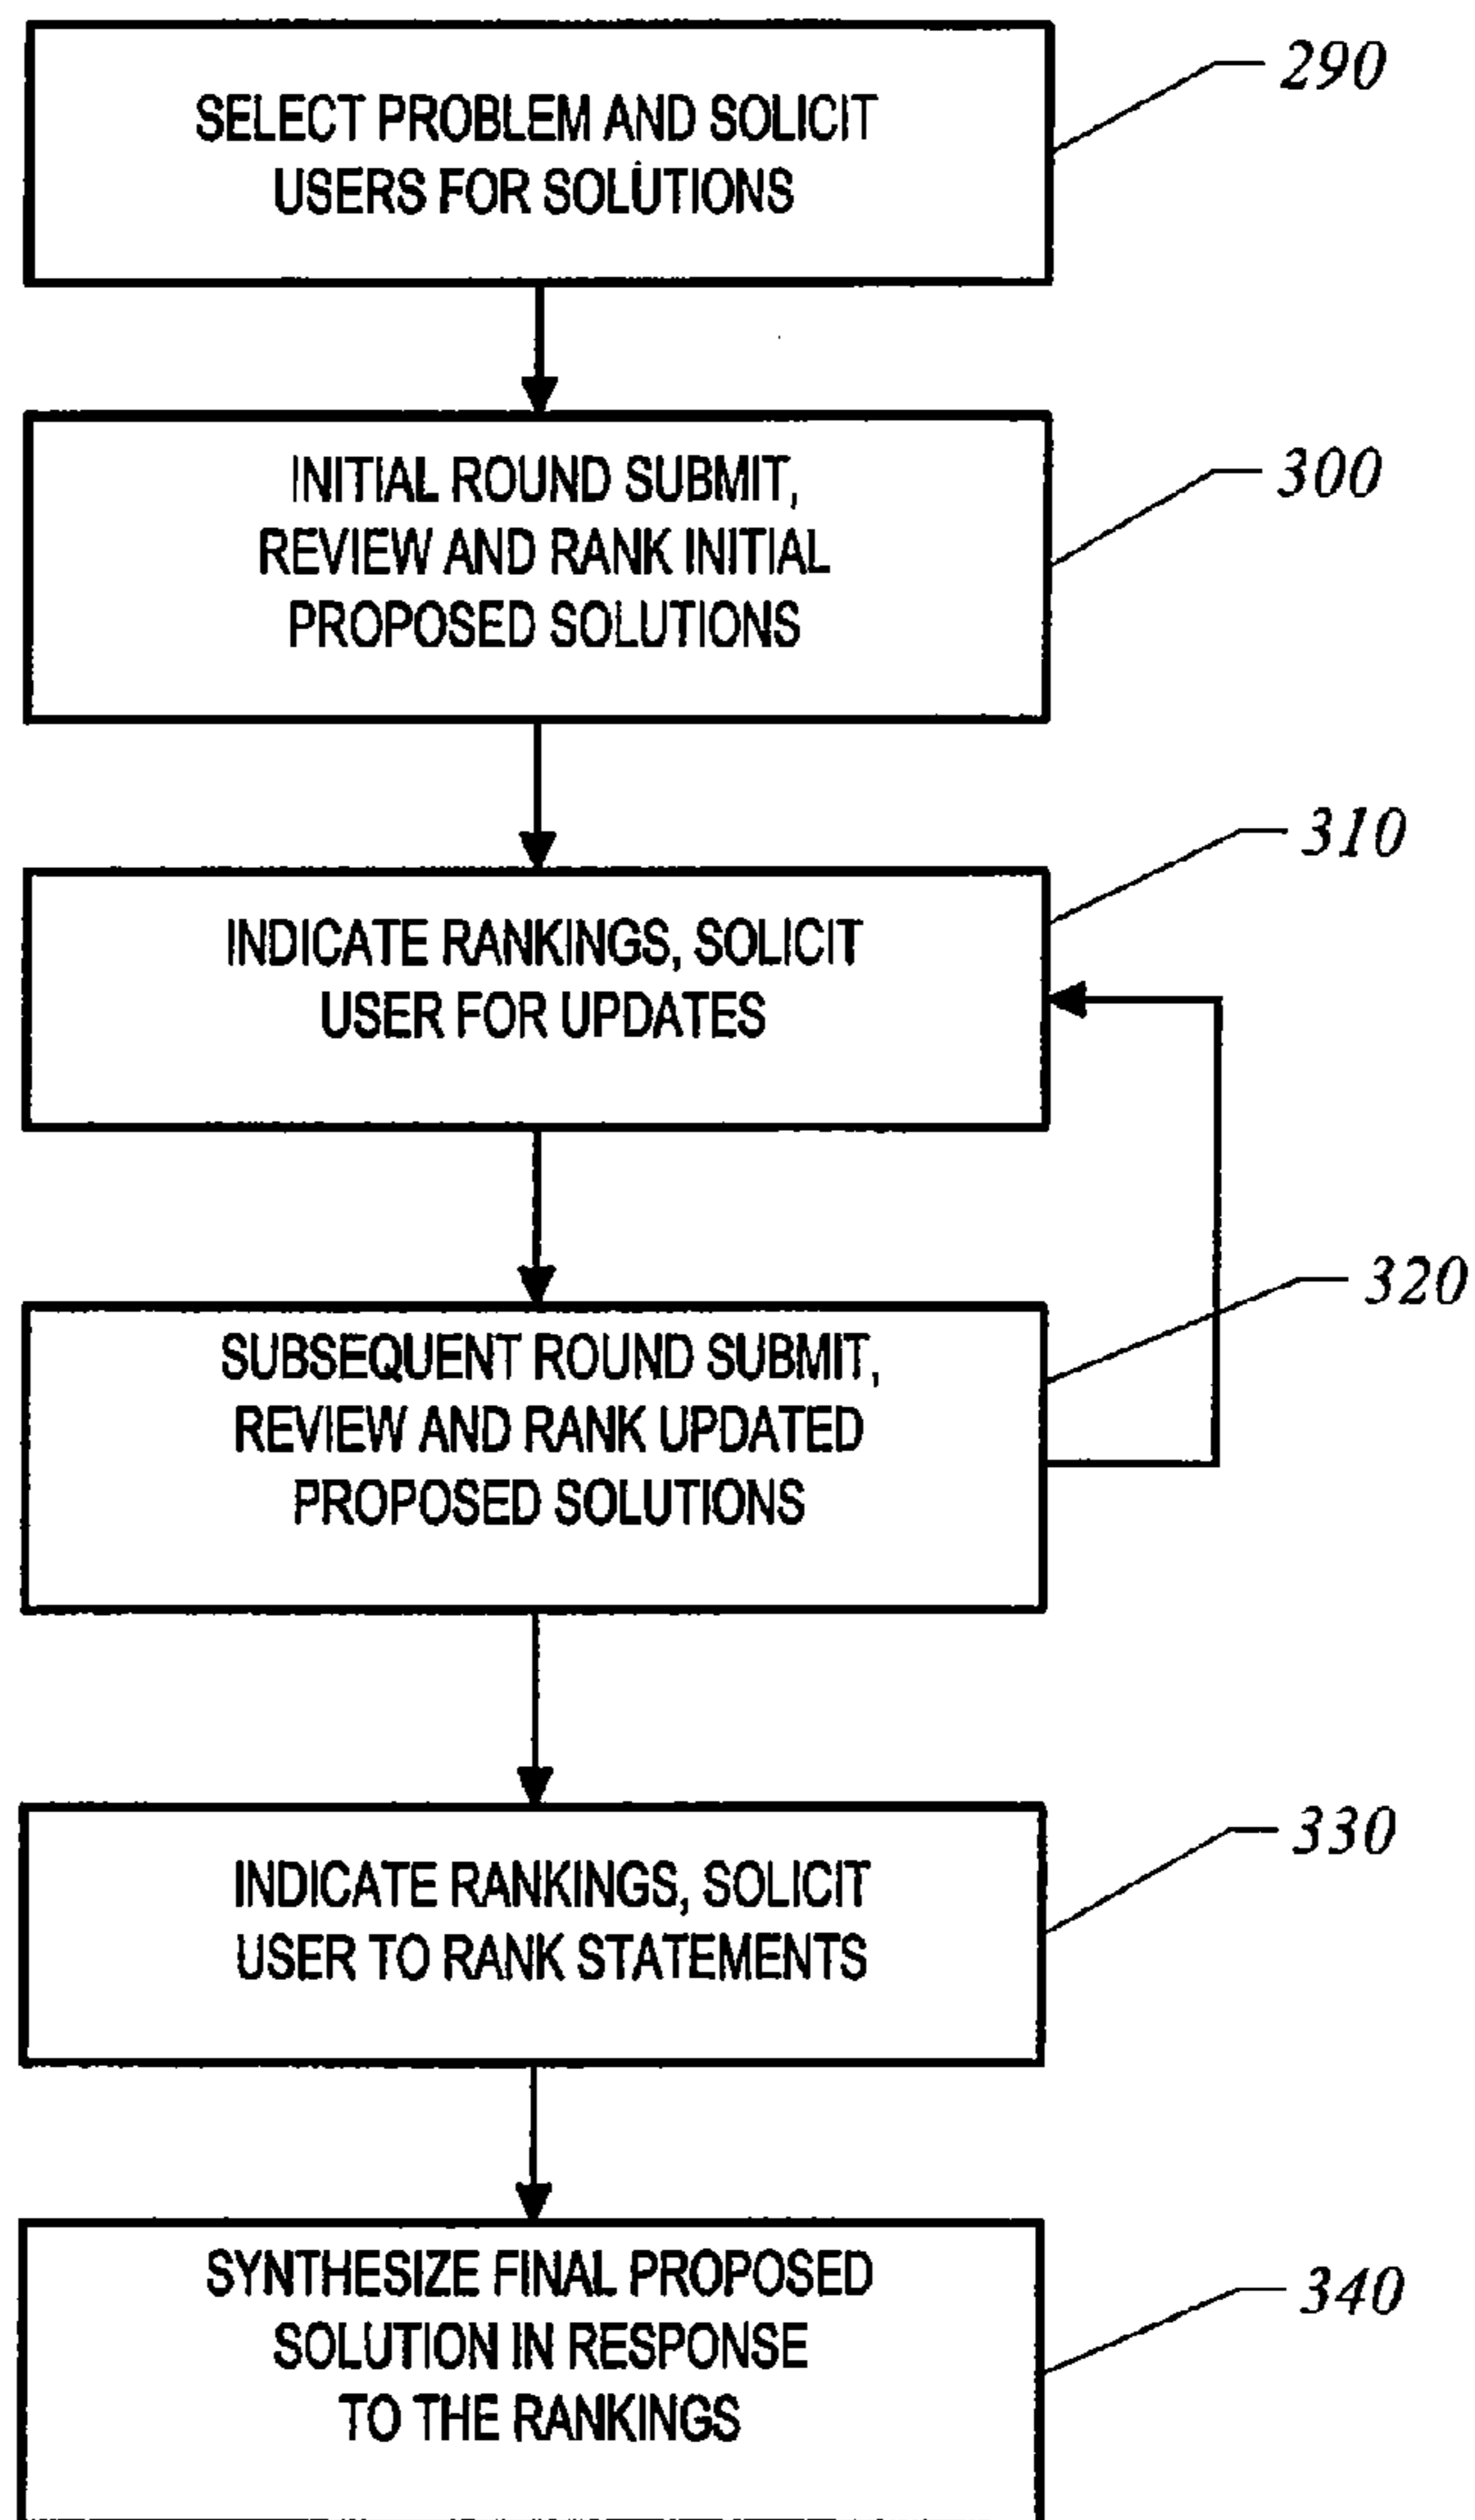 290
SELECT PROBLEM AND SOLICIT
USERS FOR SOLUTIONS
300
INITIAL ROUND SUBMIT,
REVIEW AND RANK INITIAL
PROPOSED SOLUTIONS
310
INDICATE RANKINGS, SOLICIT
USER FOR UPDATES
320
SUBSEQUENT ROUND SUBMIT,
REVIEW AND RANK UPDATED
PROPOSED SOLUTIONS
330
INDICATE RANKINGS, SOLICIT
USER TO RANK STATEMENTS
340
SYNTHESIZE FINAL PROPOSED
SOLUTION IN RESPONSE
TO THE RANKINGS